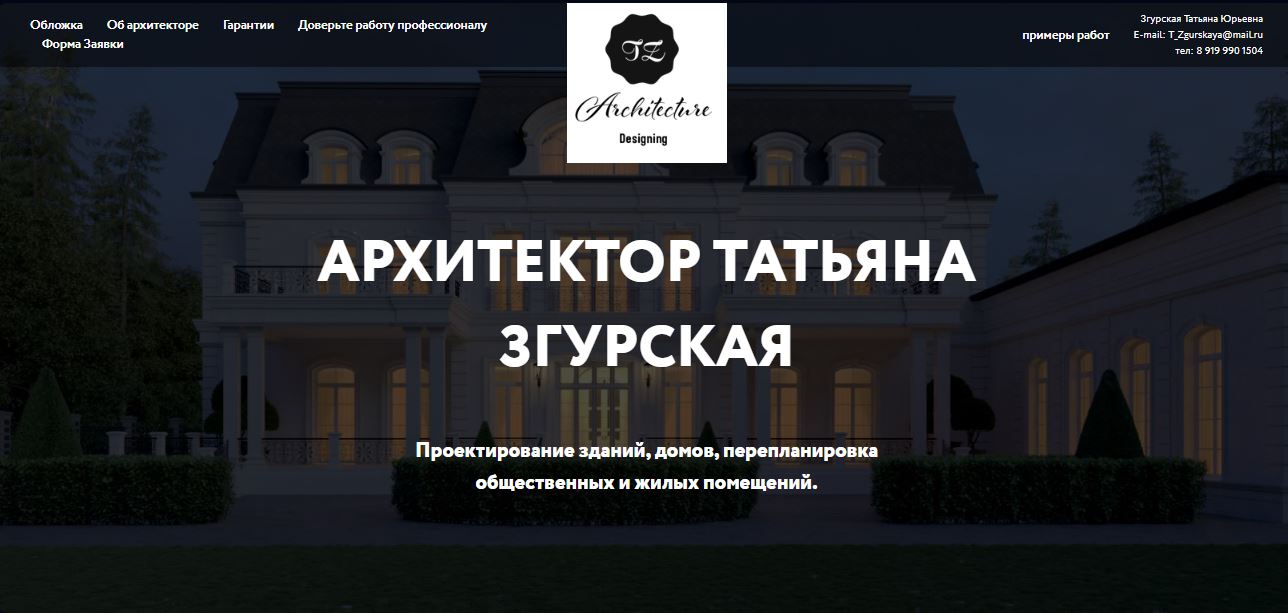 Обложка Об архитекторе Гарантии Доверьте работу профессионалу
Форма Заявки
TZ
Architecture
Designing
примеры работ
Згурская Татьяна Юрьевна
E-mail: T_Zgurskaya@mail.ru
тел: 8 919 990 1504
АРХИТЕКТОР ТАТЬЯНА
ЗГУРСКАЯ
Проектирование зданий, домов, перепланировка
общественных и жилых помещений.